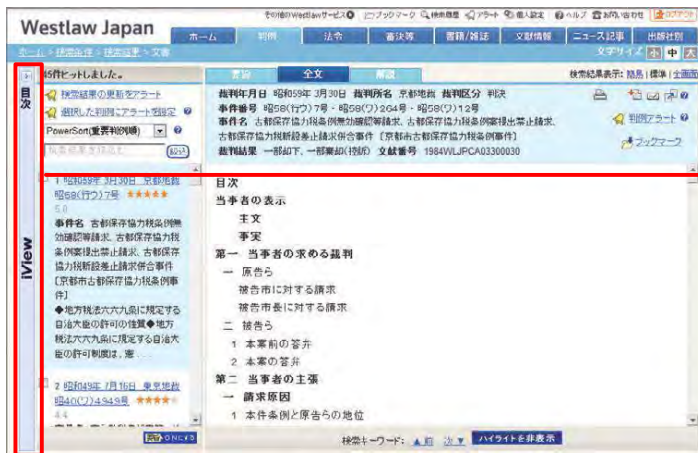 Westlaw Japan
その他のWestlawサービス ブックマーク 検索履歴 アラート 個人設定 ヘルプ お問い合わせ ログアウト
ホーム 判例 法令 審決等 書籍/雑誌 文献情報 ニュース記事 出版社別
ホーム > 検索条件 > 検索結果 > 文書
文字サイズ 小 中 大
目次
iView
45件ヒットしました。
検索結果の更新をアラート
選択した判例にアラートを設定
PowerSort(重要判例順)
絞込
1 昭和59年 3月30日 京都地裁
昭58(行ウ)7号 ★★★★★
5.0
事件名 古都保存協力税条例無
効確認等請求、古都保存協力税
条例案提出禁止請求、古都保存
協力税新設差止請求併合事件
〔京都市古都保存協力税条例事
件〕
◆地方税法六六九条に規定する
自治大臣の許可の性質◆地方
税法六六九条に規定する自治大
臣の許可制度は、憲 . . .
2 昭和49年 7月16日 東京地裁
昭40(ワ)4949号 ★★★★
4.4
書誌 全文 解説
検索結果表示: 簡易 | 標準 | 全画面
裁判年月日 昭和59年 3月30日 裁判所名 京都地裁 裁判区分 判決
事件番号 昭58(行ウ)7号 ・ 昭58(ワ)264号 ・ 昭58(ワ)12号
事件名 古都保存協力税条例無効確認等請求、古都保存協力税条例案提出禁止請求、
古都保存協力税新設差止請求併合事件 〔京都市古都保存協力税条例事件〕
裁判結果 一部却下、一部棄却(控訴) 文献番号 1984WLJPCA03300030
判例アラート
ブックマーク
目次
当事者の表示
主文
事実
第一 当事者の求める裁判
一 原告ら
被告市に対する請求
被告市長に対する請求
二 被告ら
1 本案前の答弁
2 本案の答弁
第二 当事者の主張
一 請求原因
1 本件条例と原告らの地位
検索キーワード: ▲前 次▼ ハイライトを非表示